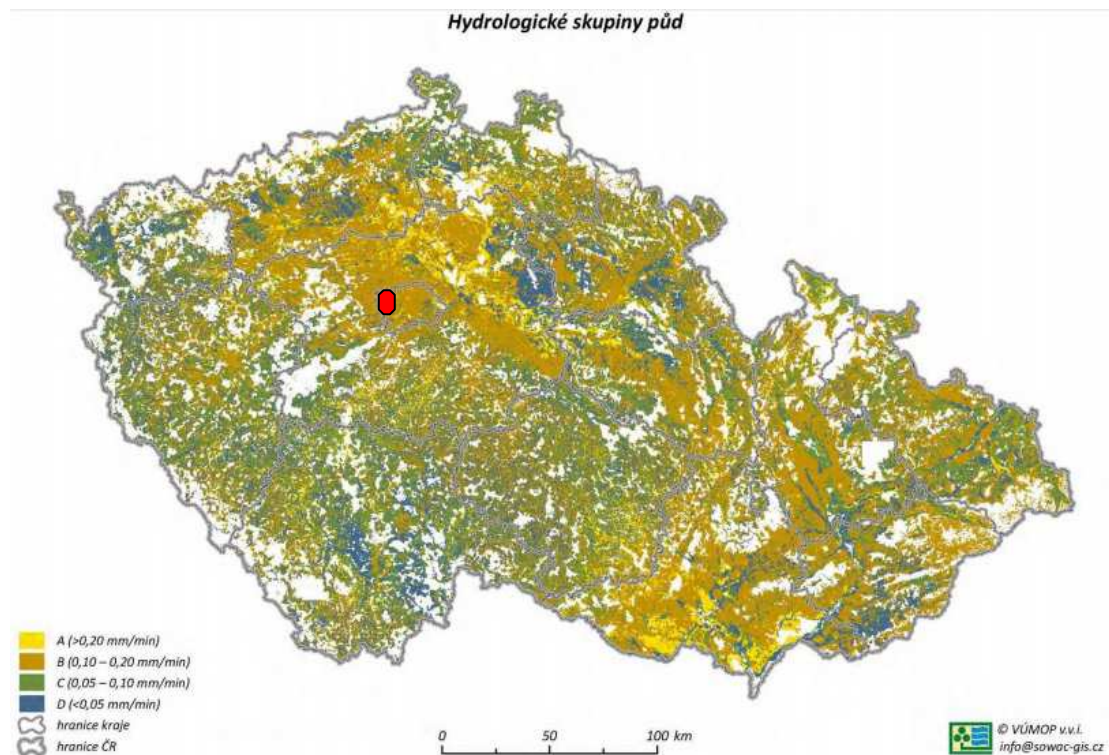 Hydrologické skupiny půd
A (>0,20 mm/min)
B (0,10 – 0,20 mm/min)
C (0,05 – 0,10 mm/min)
D (<0,05 mm/min)
hranice kraje
hranice ČR
0 50 100 km
© VÚMOP v.v.i.
info@sowac-gis.cz